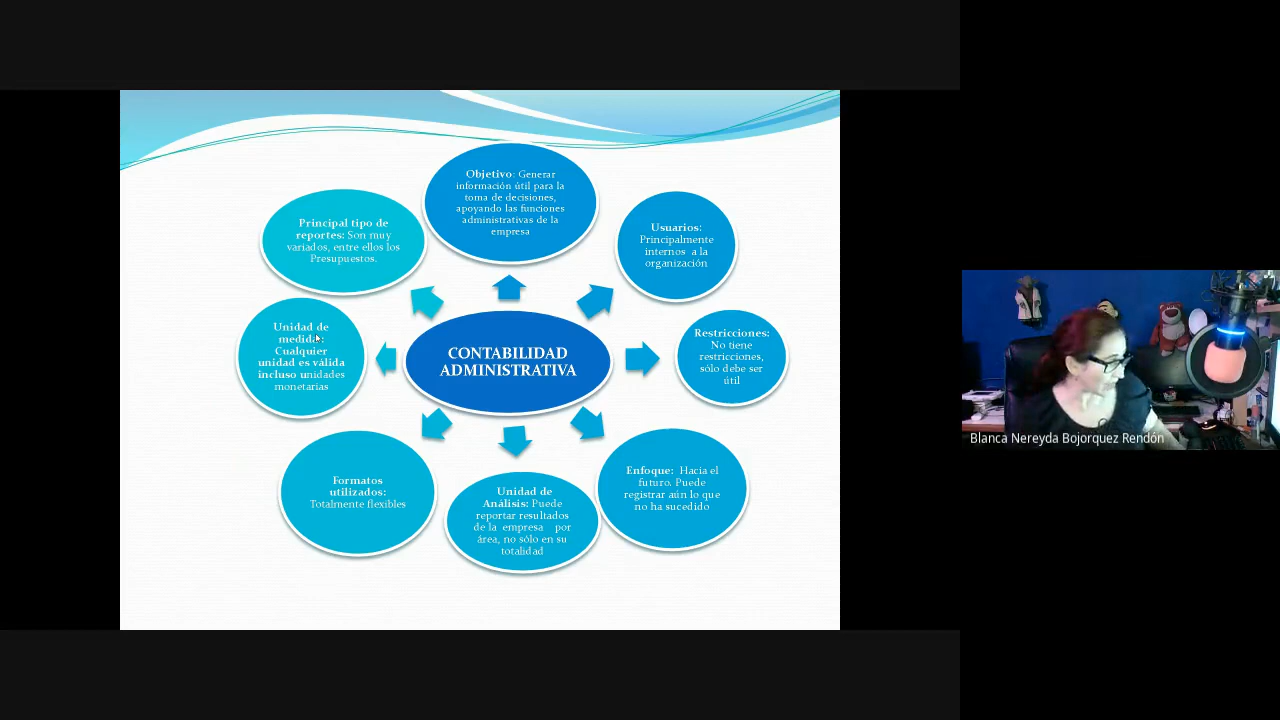 Objetivo: Generar
información útil para la
toma de decisiones,
apoyando las funciones
administrativas de la
empresa
Usuarios:
Principalmente
internos a la
organización
Restricciones:
No tiene
restricciones,
sólo debe ser
útil
Enfoque: Hacia el
futuro. Puede
registrar aún lo que
no ha sucedido
Unidad de
Análisis: Puede
reportar resultados
de la empresa por
área, no sólo en su
totalidad
Formatos
utilizados:
Totalmente flexibles
Unidad de
medida:
Cualquier
unidad es válida
incluso unidades
monetarias
Principal tipo de
reportes: Son muy
variados, entre ellos los
Presupuestos.
CONTABILIDAD
ADMINISTRATIVA
Blanca Nereyda Bojorquez Rendón